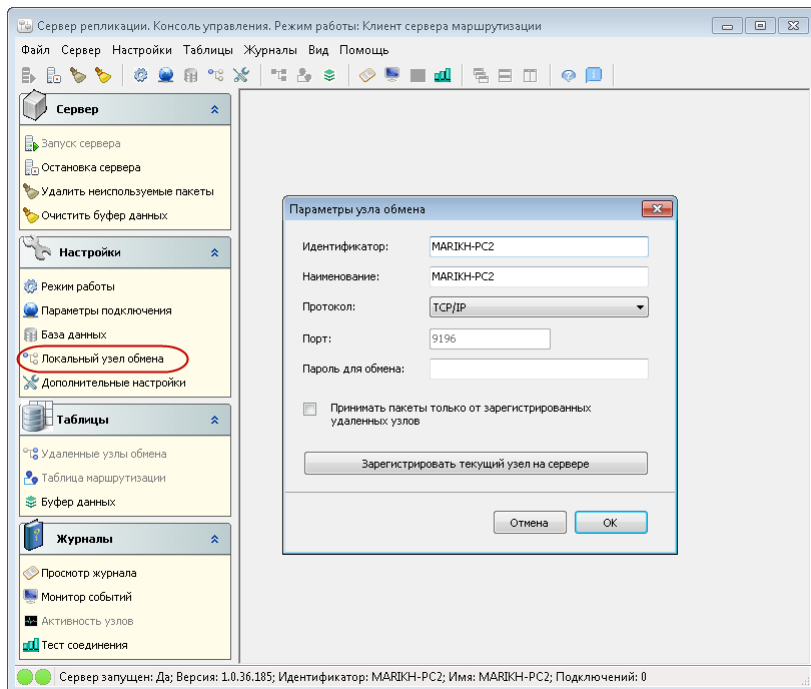 Сервер репликации. Консоль управления. Режим работы: Клиент сервера маршрутизации
Файл Сервер Настройки Таблицы Журналы Вид Помощь
Сервер
Запуск сервера
Остановка сервера
Удалить неиспользуемые пакеты
Очистить буфер данных
Настройки
Режим работы
Параметры подключения
База данных
Локальный узел обмена
Дополнительные настройки
Таблицы
Удаленные узлы обмена
Таблица маршрутизации
Буфер данных
Журналы
Просмотр журнала
Монитор событий
Активность узлов
Тест соединения
Параметры узла обмена
Идентификатор: MARIKH-PC2
Наименование: MARIKH-PC2
Протокол: TCP/IP
Порт: 9196
Пароль для обмена:
Принимать пакеты только от зарегистрированных
удаленных узлов
Зарегистрировать текущий узел на сервере
Отмена OK
Сервер запущен: Да; Версия: 1.0.36.185; Идентификатор: MARIKH-PC2; Имя: MARIKH-PC2; Подключений: 0